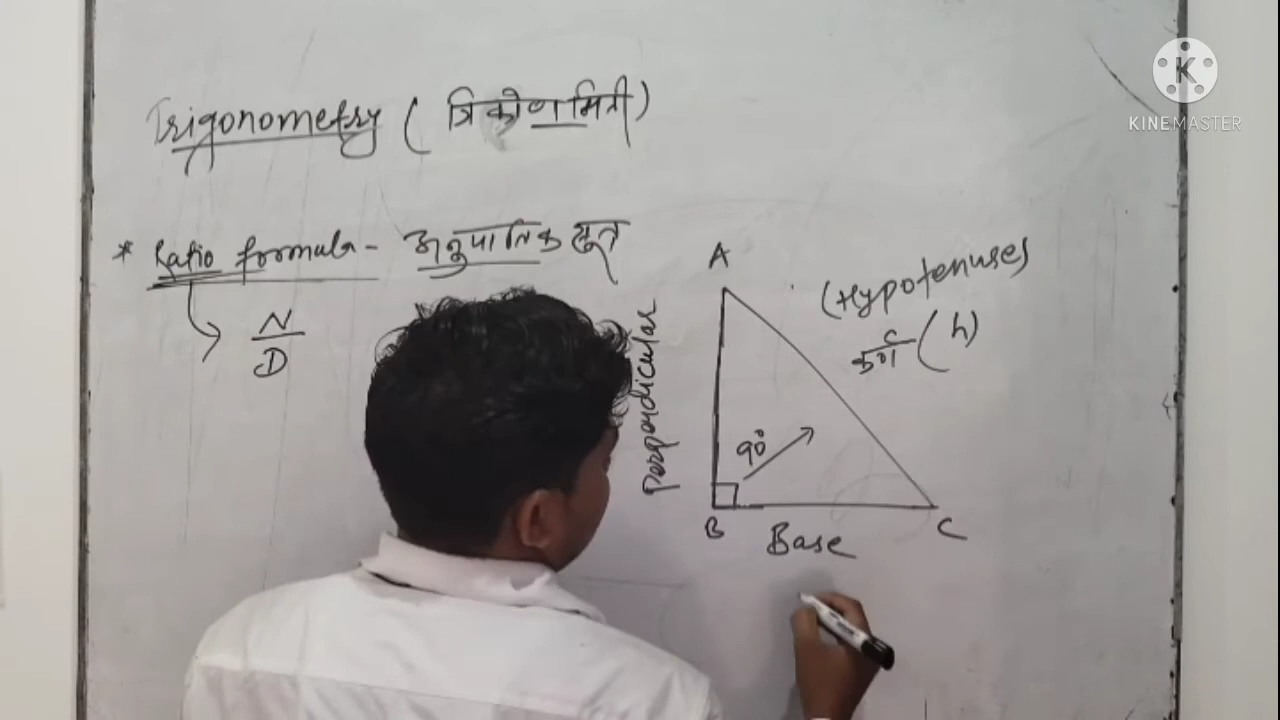 Trigonometry ( त्रिकोणमिती)
* Ratio formula - अनुपातिक सूत्र
N
D
A
perpendicular
90°
B
Base
C
(Hypotenuses
कर्ण (h)
K
KINEMASTER